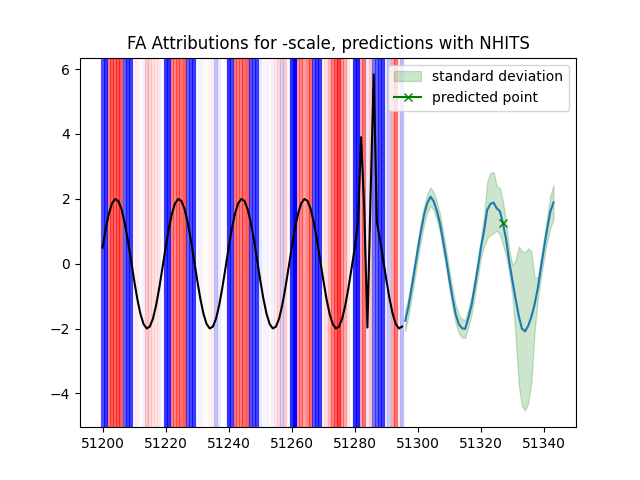 FA Attributions for -scale, predictions with NHITS
6
4
2
0
−2
−4
standard deviation
predicted point
51200 51220 51240 51260 51280 51300 51320 51340